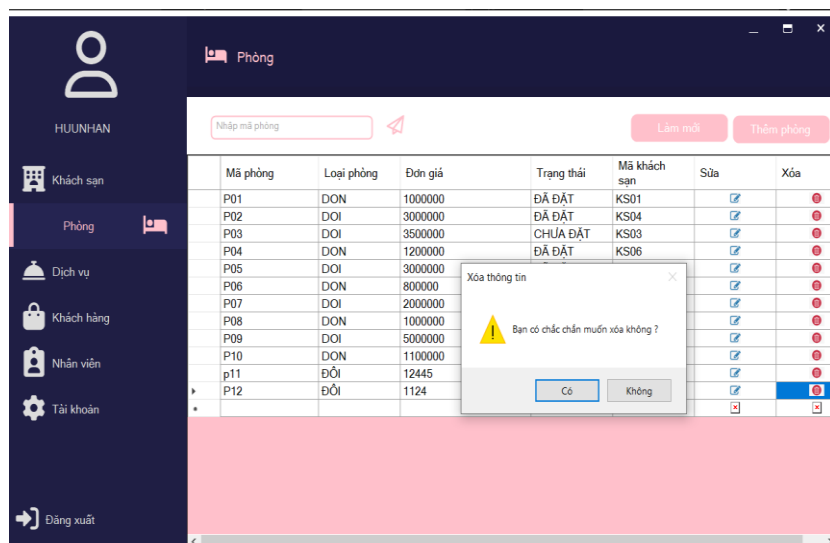 Phòng
HUUNHAN
Nhập mã phòng
Làm mới
Thêm phòng
Khách sạn
Phòng
Dịch vụ
Khách hàng
Nhân viên
Tài khoản
Đăng xuất
Mã phòng Loại phòng Đơn giá Trạng thái Mã khách sạn Sửa Xóa
P01 DON 1000000 ĐÃ ĐẶT KS01
P02 DOI 3000000 ĐÃ ĐẶT KS04
P03 DOI 3500000 CHƯA ĐẶT KS03
P04 DON 1200000 ĐÃ ĐẶT KS06
P05 DOI 3000000
P06 DON 800000
P07 DOI 2000000
P08 DON 1000000
P09 DOI 5000000
P10 DON 1100000
p11 ĐÔI 12445
P12 ĐÔI 1124
Xóa thông tin
Bạn có chắc chắn muốn xóa không ?
Có
Không